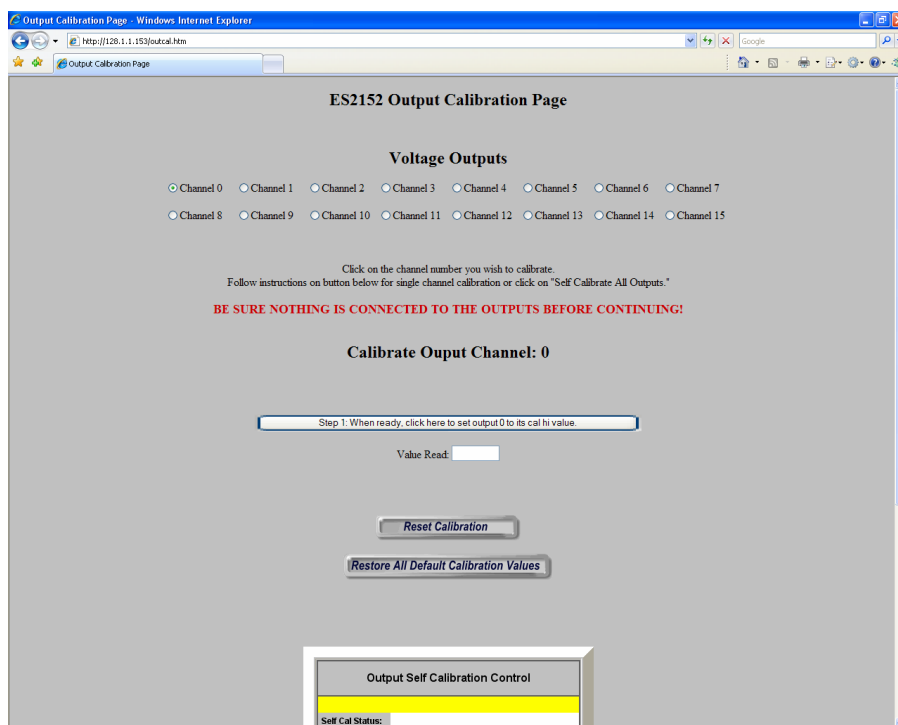 Output Calibration Page - Windows Internet Explorer
http://128.1.1.153/outcal.htm
Google
Output Calibration Page
ES2152 Output Calibration Page
Voltage Outputs
Channel 0 Channel 1 Channel 2 Channel 3 Channel 4 Channel 5 Channel 6 Channel 7
Channel 8 Channel 9 Channel 10 Channel 11 Channel 12 Channel 13 Channel 14 Channel 15
Click on the channel number you wish to calibrate.
Follow instructions on button below for single channel calibration or click on "Self Calibrate All Outputs."
BE SURE NOTHING IS CONNECTED TO THE OUTPUTS BEFORE CONTINUING!
Calibrate Ouput Channel: 0
Step 1: When ready, click here to set output 0 to its cal hi value.
Value Read:
Reset Calibration
Restore All Default Calibration Values
Output Self Calibration Control
Self Cal Status: